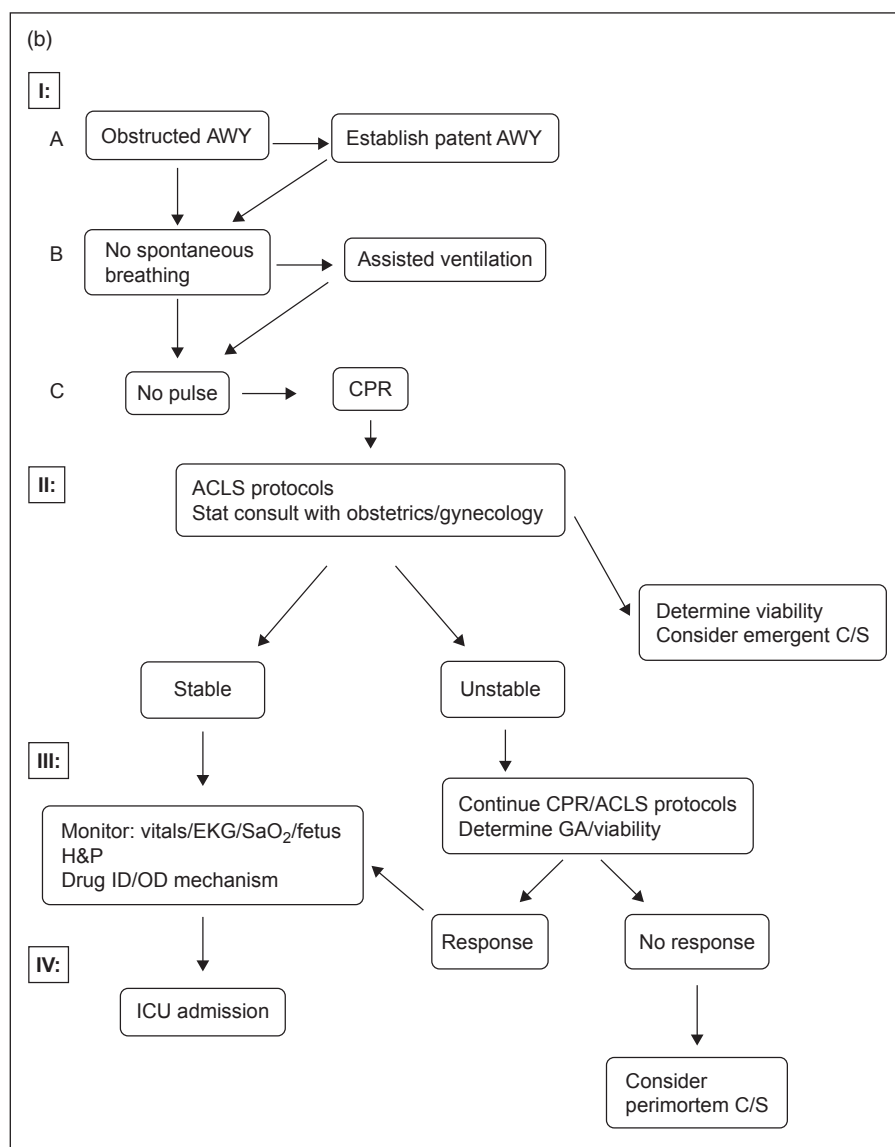 (b)
I:
A
Obstructed AWY
Establish patent AWY
B
No spontaneous
breathing
Assisted ventilation
C
No pulse
CPR
II:
ACLS protocols
Stat consult with obstetrics/gynecology
Determine viability
Consider emergent C/S
Stable
Unstable
III:
Continue CPR/ACLS protocols
Determine GA/viability
Monitor: vitals/EKG/SaO₂/fetus
H&P
Drug ID/OD mechanism
Response
No response
IV:
ICU admission
Consider
perimortem C/S